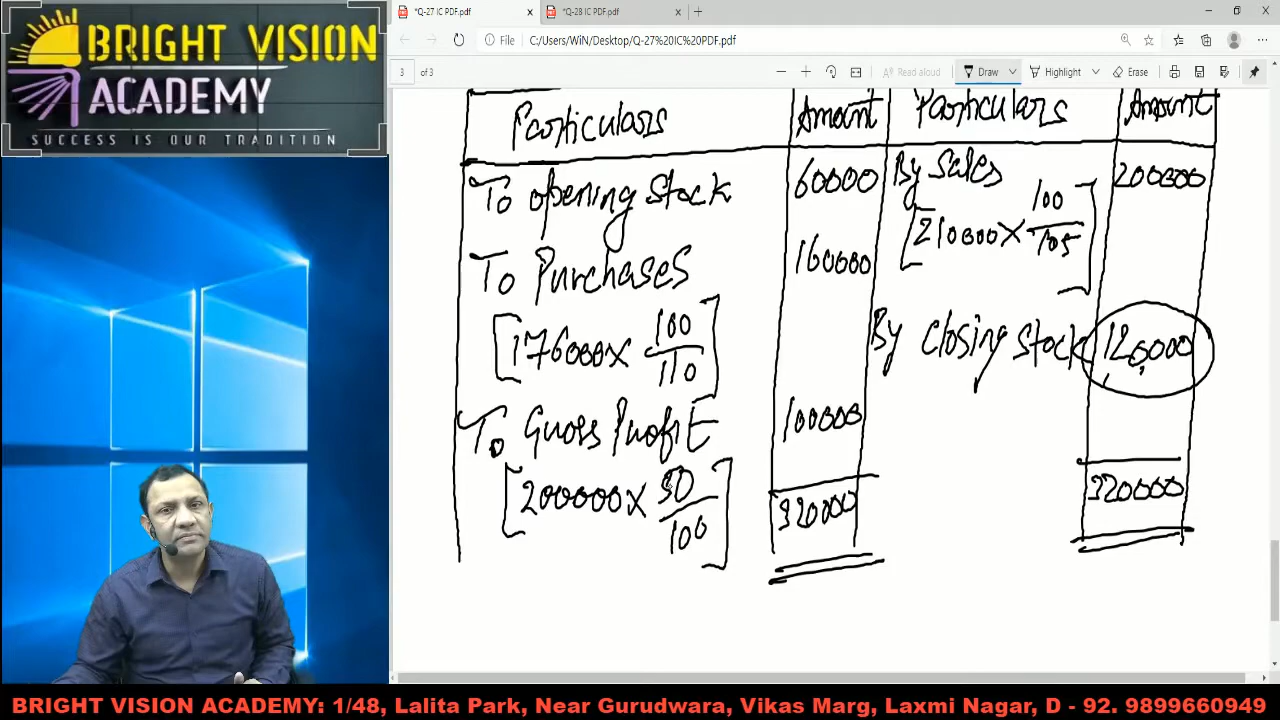 *Q-27 IC PDF.pdf
*Q-28 IC PDF.pdf
File C:/Users/WiN/Desktop/Q-27%20IC%20PDF.pdf
3 of 3
Read aloud
Draw
Highlight
Erase
BRIGHT VISION
ACADEMY
SUCCESS IS OUR TRADITION
Particulars Amount Particulars Amount
To opening stock 60000 By Sales 200000
[210000 X 100/105]
To Purchases 160000
[176000 X 100/110]
By closing stock 120000
To Gross Profit 100000
[200000 X 50/100]
320000 320000
BRIGHT VISION ACADEMY: 1/48, Lalita Park, Near Gurudwara, Vikas Marg, Laxmi Nagar, D - 92. 9899660949